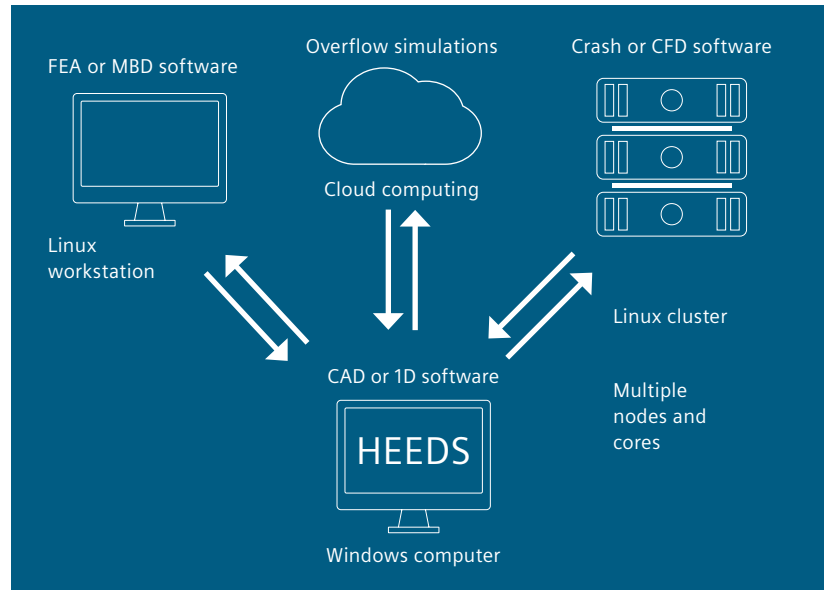 FEA or MBD software
Overflow simulations
Crash or CFD software
Cloud computing
Linux
workstation
Linux cluster
Multiple
nodes and
cores
CAD or 1D software
HEEDS
Windows computer